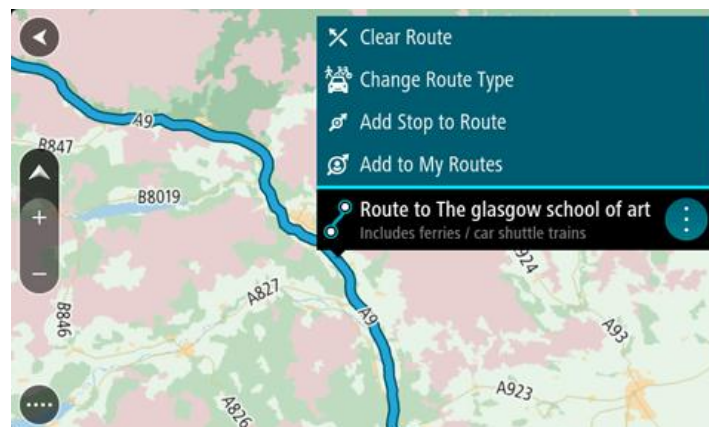 Clear Route
Change Route Type
Add Stop to Route
Add to My Routes
Route to The glasgow school of art
Includes ferries / car shuttle trains
A9
B847
B8019
A827
A9
B846
A826
A924
A93
A923